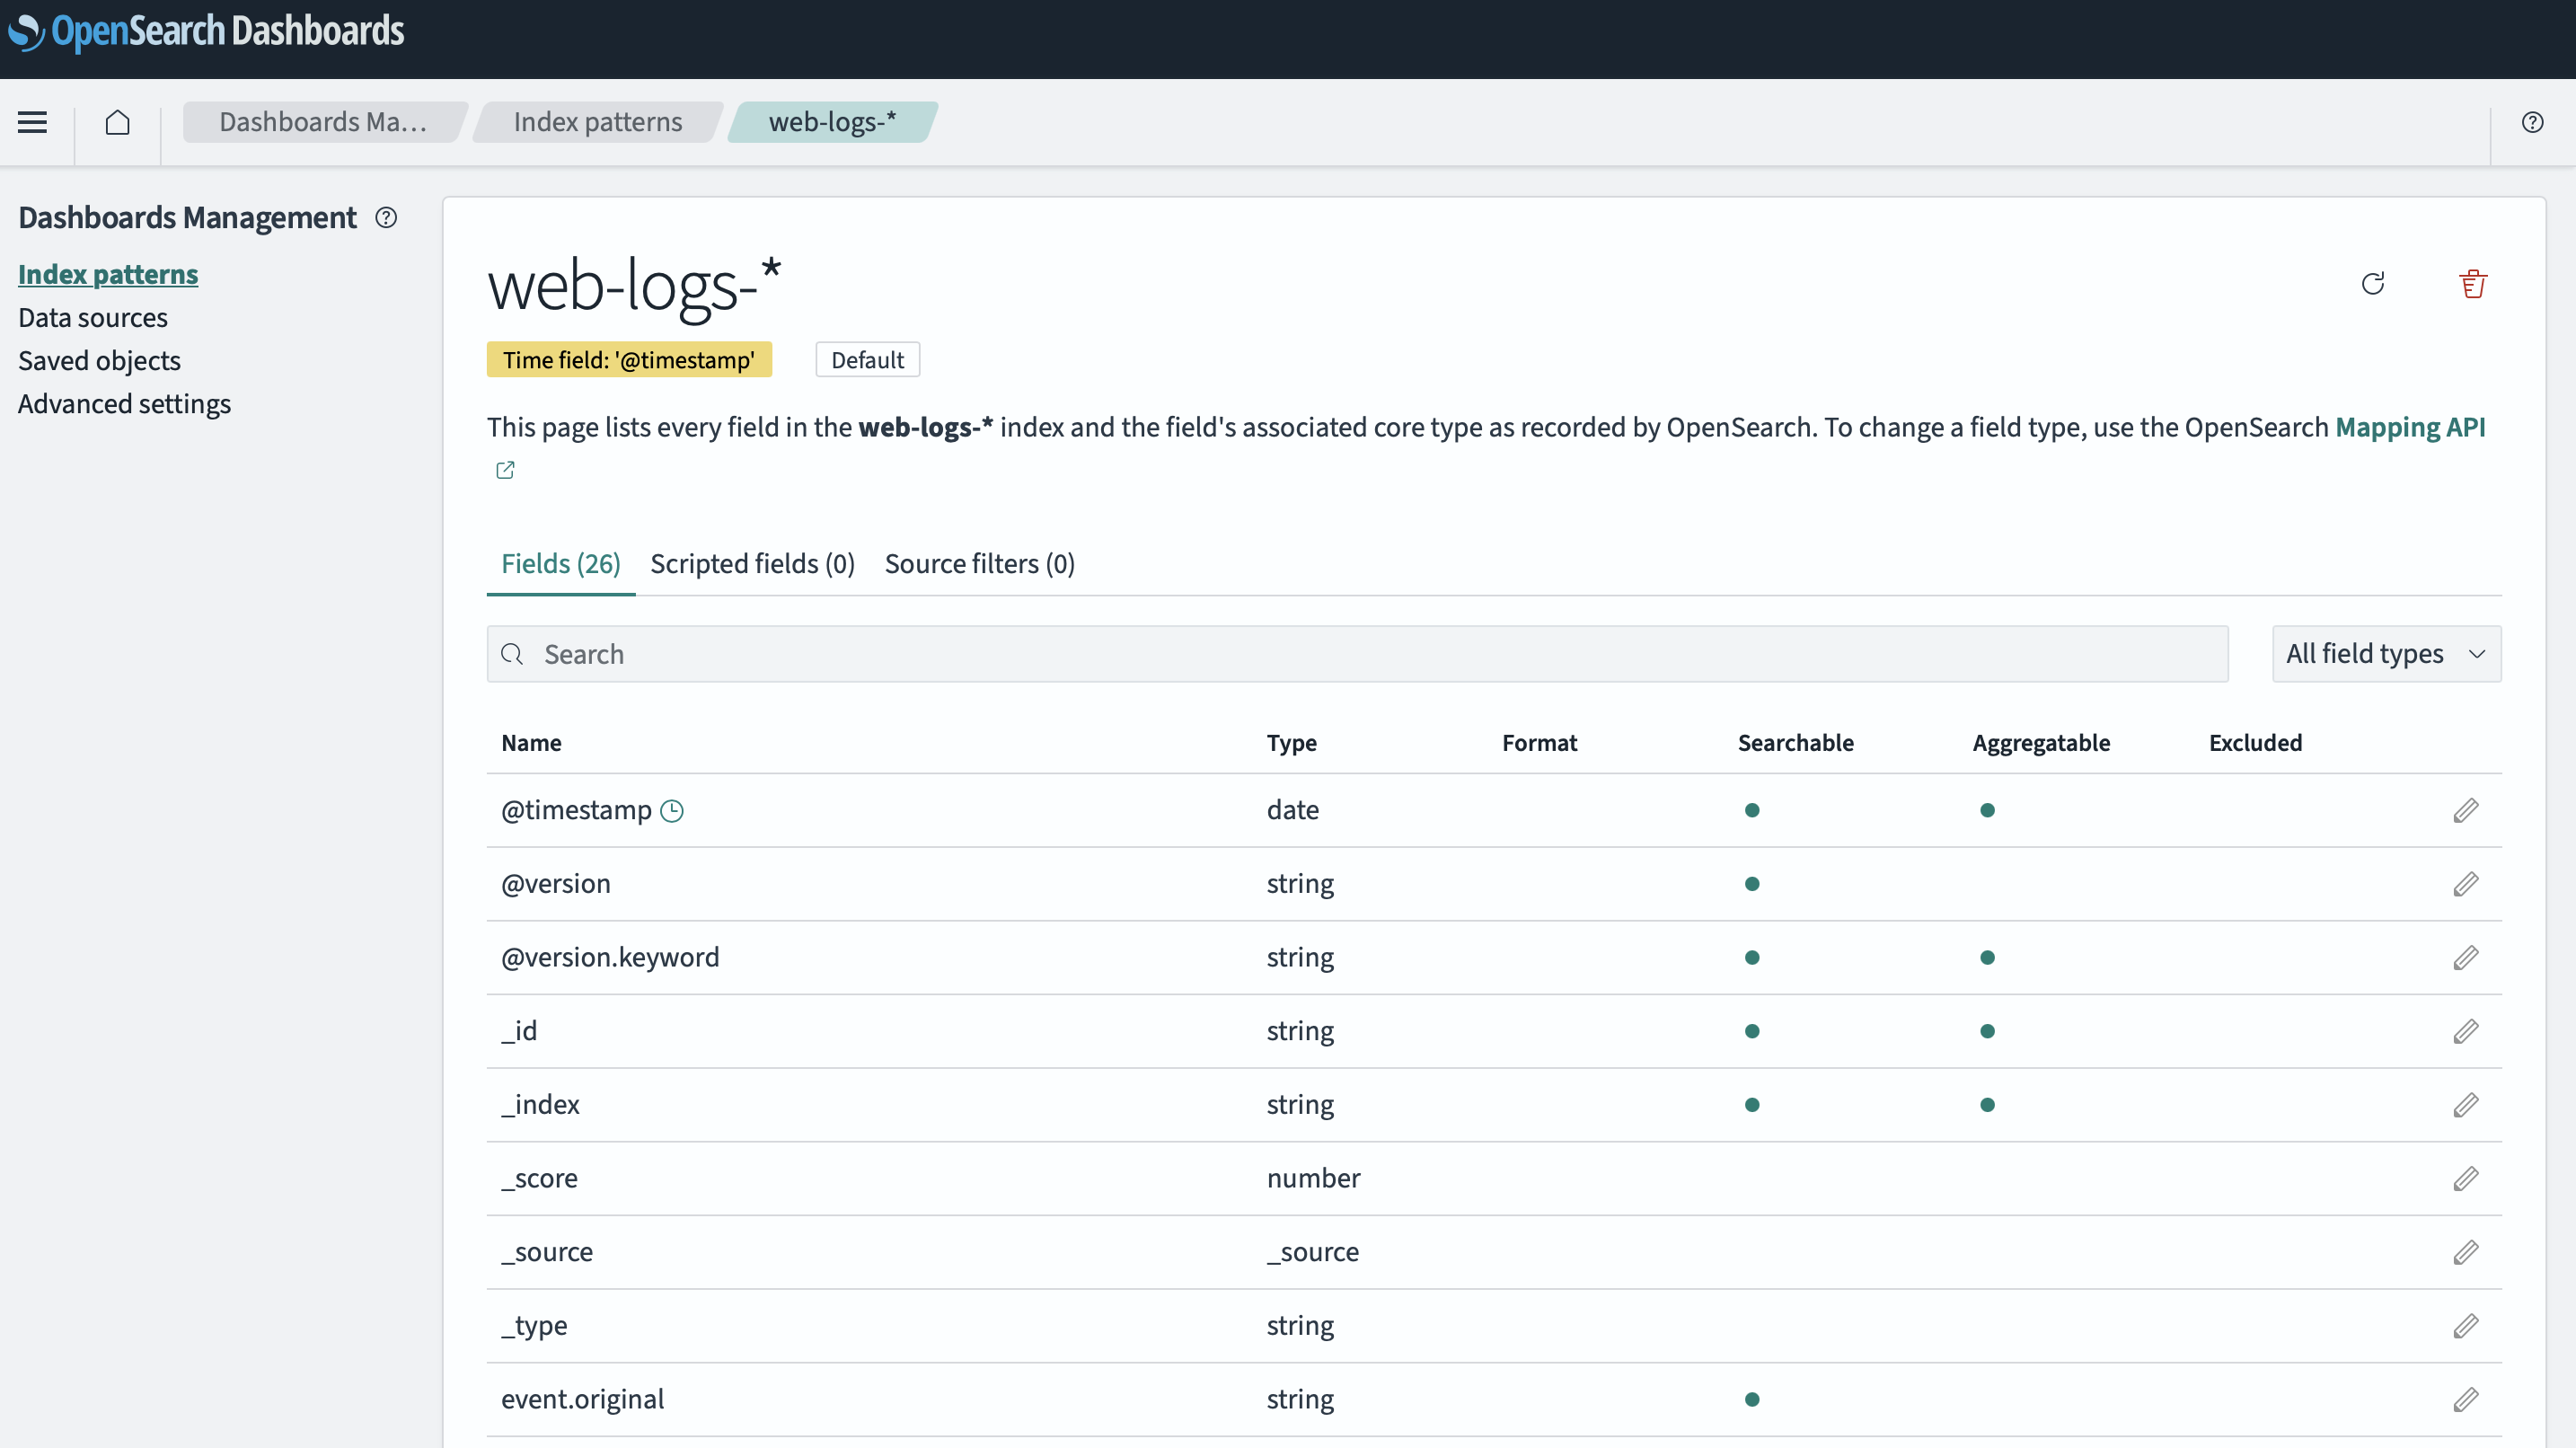 OpenSearch Dashboards
Dashboards Ma... Index patterns web-logs-*
Dashboards Management
Index patterns
Data sources
Saved objects
Advanced settings
web-logs-*
Time field: '@timestamp' Default
This page lists every field in the web-logs-* index and the field's associated core type as recorded by OpenSearch. To change a field type, use the OpenSearch Mapping API
Fields (26) Scripted fields (0) Source filters (0)
Search All field types
Name Type Format Searchable Aggregatable Excluded
@timestamp date
@version string
@version.keyword string
_id string
_index string
_score number
_source _source
_type string
event.original string